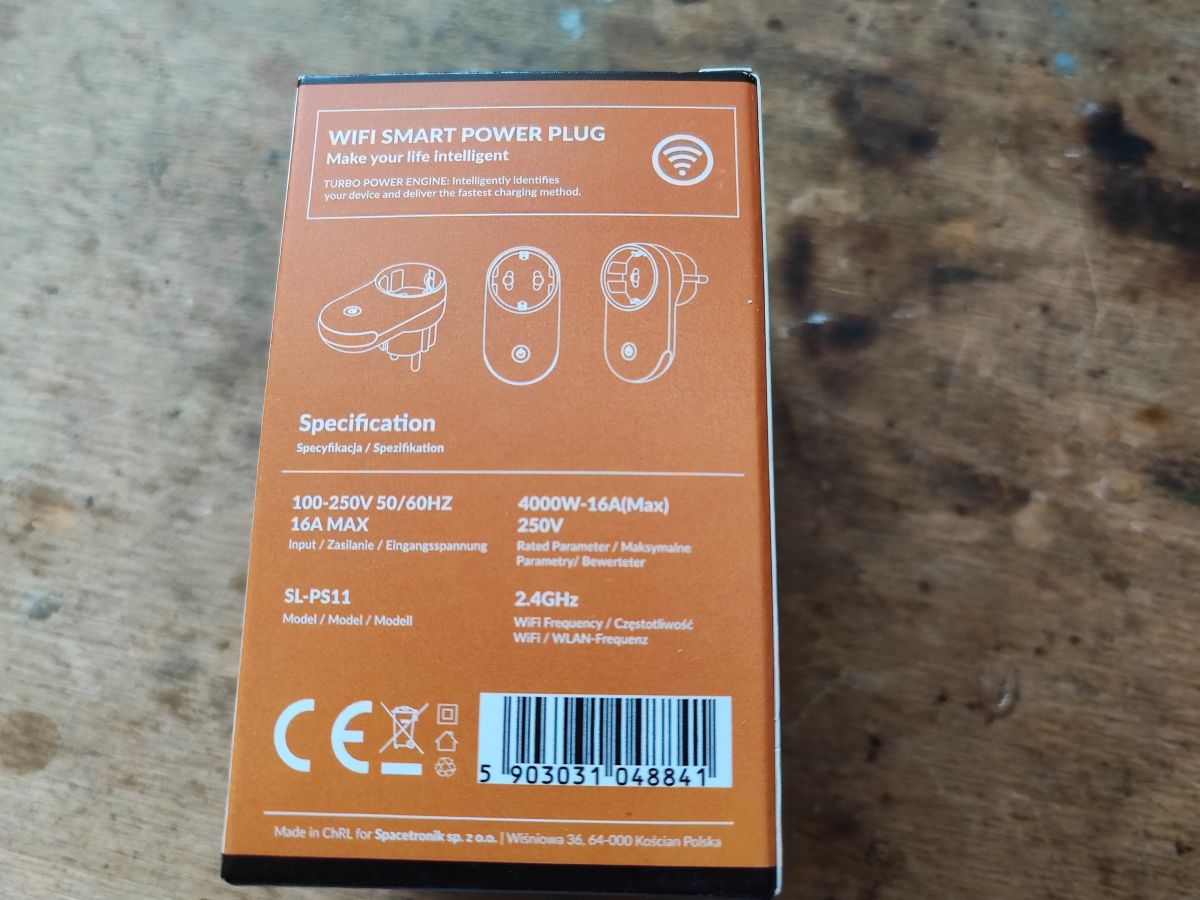 WIFI SMART POWER PLUG
Make your life intelligent
TURBO POWER ENGINE: Intelligently identifies
your device and deliver the fastest charging method.
Specification
Specyfikacja / Spezifikation
100-250V 50/60HZ
16A MAX
Input / Zasilanie / Eingangsspannung
4000W-16A(Max)
250V
Rated Parameter / Maksymalne
Parametry/ Bewerteter
SL-PS11
Model / Model / Modell
2.4GHz
WiFi Frequency / Częstotliwość
WiFi / WLAN-Frequenz
CE
5 903031 048841
Made in ChRL for Spacetronik sp. z o.o. | Wiśniowa 36, 64-000 Kościan Polska